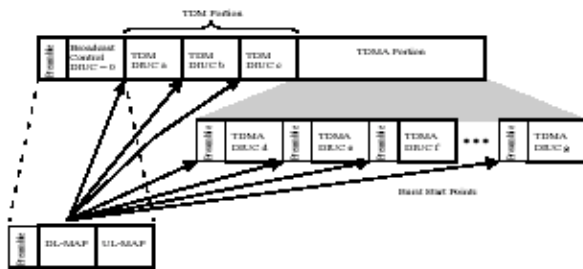 TDM Portion
Preamble
Broadcast
Control
DIUC = 0
TDM
DIUC a
TDM
DIUC b
TDM
DIUC c
TDMA Portion
Preamble
TDMA
DIUC d
Preamble
TDMA
DIUC e
Preamble
TDMA
DIUC f
Preamble
TDMA
DIUC g
Burst Start Points
Preamble
DL-MAP
UL-MAP